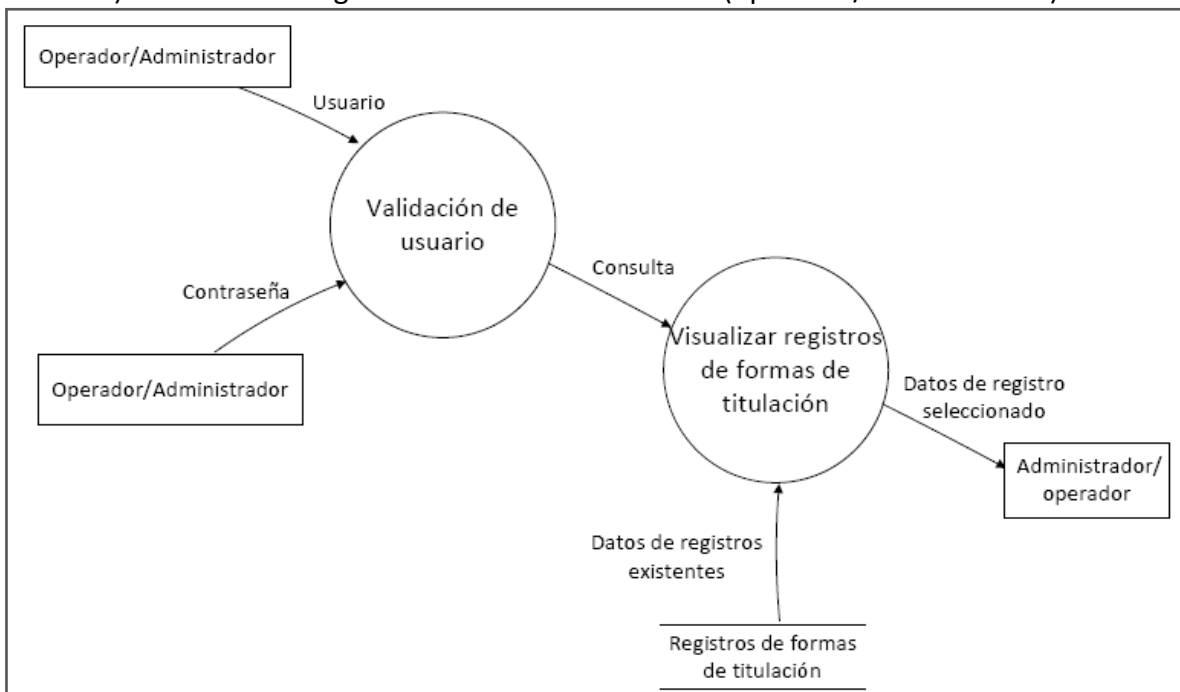 Operador/Administrador
Usuario
Validación de
usuario
Contraseña
Operador/Administrador
Consulta
Visualizar registros
de formas de
titulación
Datos de registro
seleccionado
Administrador/
operador
Datos de registros
existentes
Registros de formas
de titulación